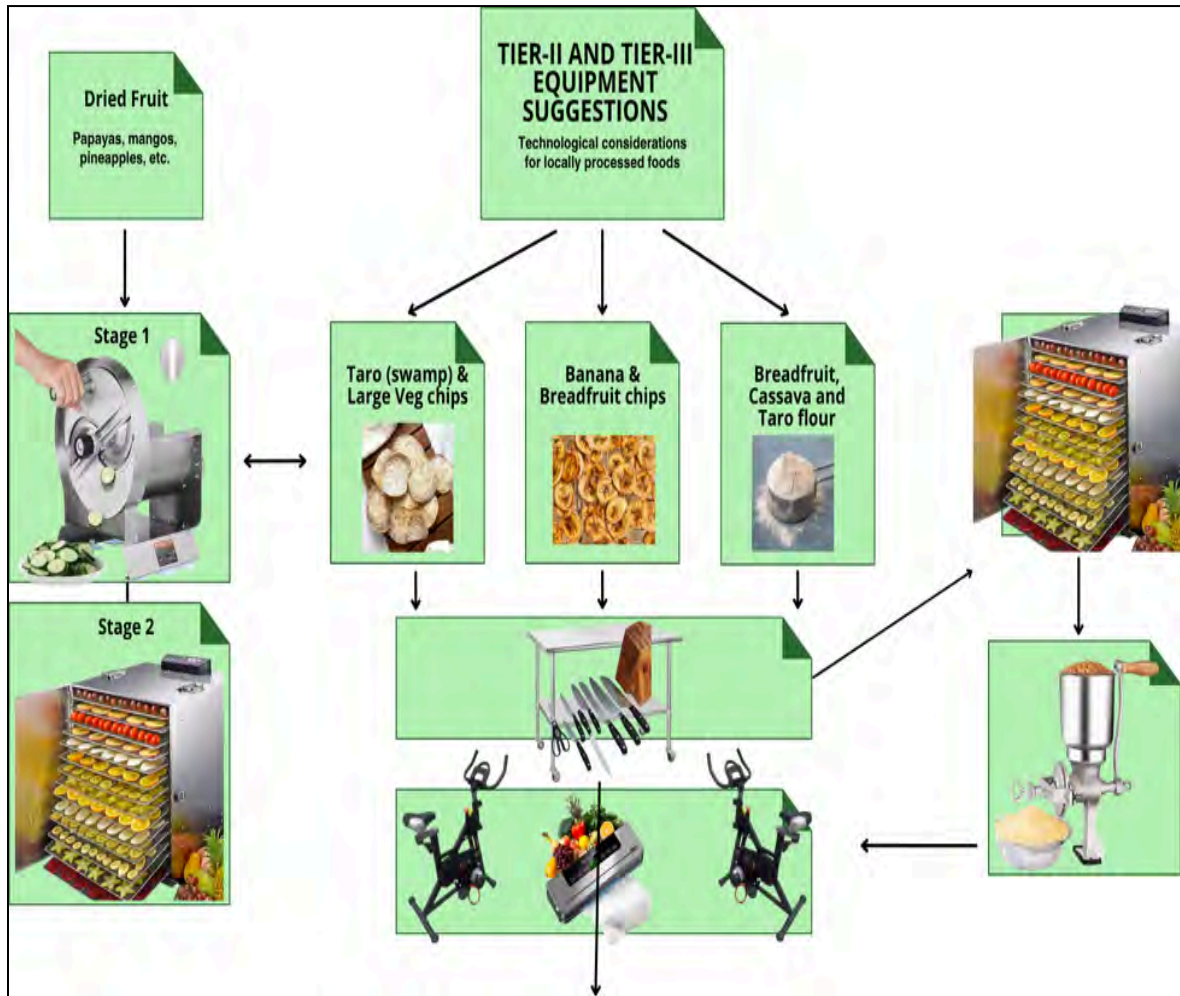 Dried Fruit
Papayas, mangos,
pineapples, etc.
TIER-II AND TIER-III
EQUIPMENT
SUGGESTIONS
Technological considerations
for locally processed foods
Stage 1
Taro (swamp) &
Large Veg chips
Banana &
Breadfruit chips
Breadfruit,
Cassava and
Taro flour
Stage 2